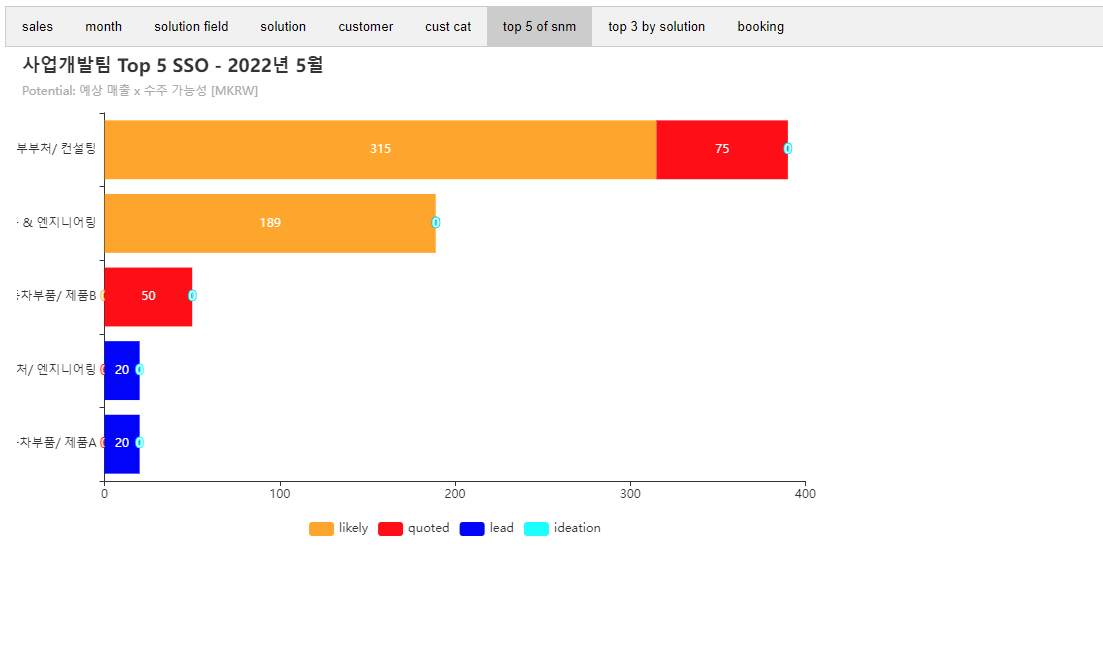 sales month solution field solution customer cust cat top 5 of snm top 3 by solution booking
사업개발팀 Top 5 SSO - 2022년 5월
Potential: 예상 매출 x 수주 가능성 [MKRW]
부부처/ 컨설팅 315 75 0
& 엔지니어링 189 0
차부품/ 제품B 0 50 0
처/ 엔지니어링 0 20 0
차부품/ 제품A 0 20 0
0 100 200 300 400
likely quoted lead ideation